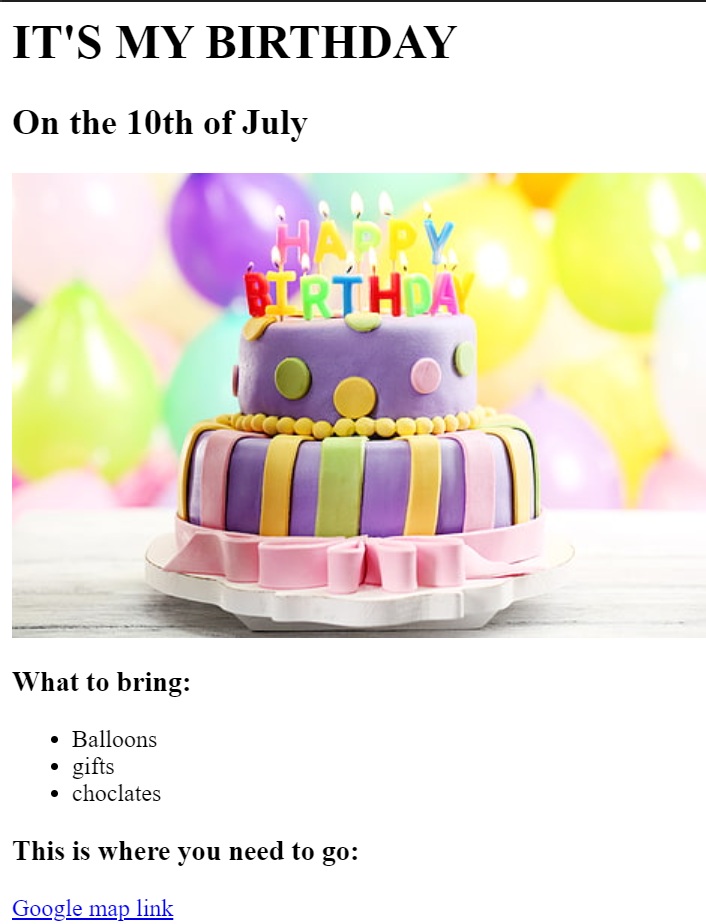 IT'S MY BIRTHDAY
On the 10th of July
HAPPY
BIRTHDAY
What to bring:
Balloons
gifts
choclates
This is where you need to go:
Google map link